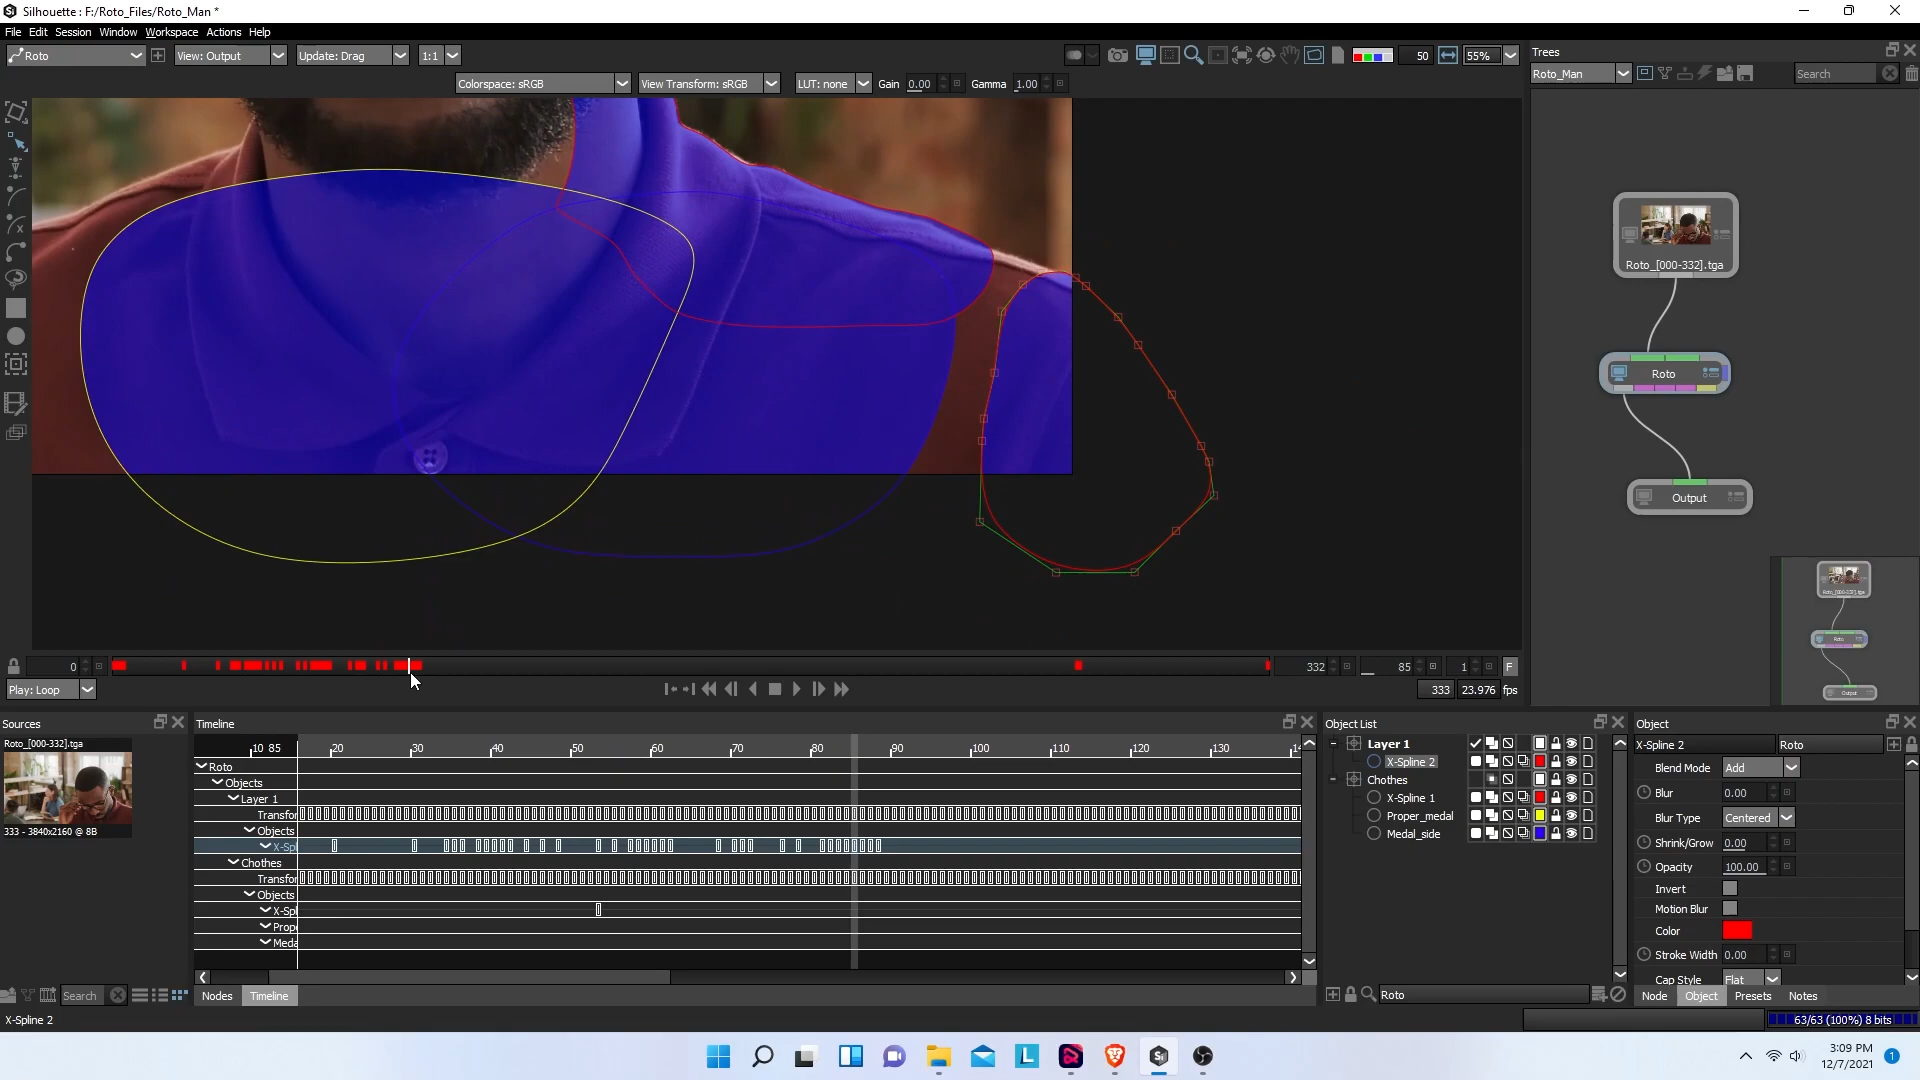 Silhouette : F:/Roto_Files/Roto_Man *
File Edit Session Window Workspace Actions Help
Roto View: Output Update: Drag 1:1 50 55%
Colorspace: sRGB View Transform: sRGB LUT: none Gain 0.00 Gamma 1.00
Trees
Roto_Man Search
Roto_[000-332].tga
Roto
Output
0 332 85 1 F
Play: Loop 333 23.976 fps
Sources
Roto_[000-332].tga
333 - 3840x2160 @ 8B
Search
Timeline
10 85 20 30 40 50 60 70 80 90 100 110 120 130 14
Roto
Objects
Layer 1
Transfor
Objects
X-Spl
Chothes
Transfor
Objects
X-Spl
Prop
Meda
Nodes Timeline
Object List
Layer 1
X-Spline 2
Chothes
X-Spline 1
Proper_medal
Medal_side
Roto
Object
X-Spline 2 Roto
Blend Mode Add
Blur 0.00
Blur Type Centered
Shrink/Grow 0.00
Opacity 100.00
Invert
Motion Blur
Color
Stroke Width 0.00
Cap Style Flat
Node Object Presets Notes
X-Spline 2
63/63 (100%) 8 bits
3:09 PM
12/7/2021
1